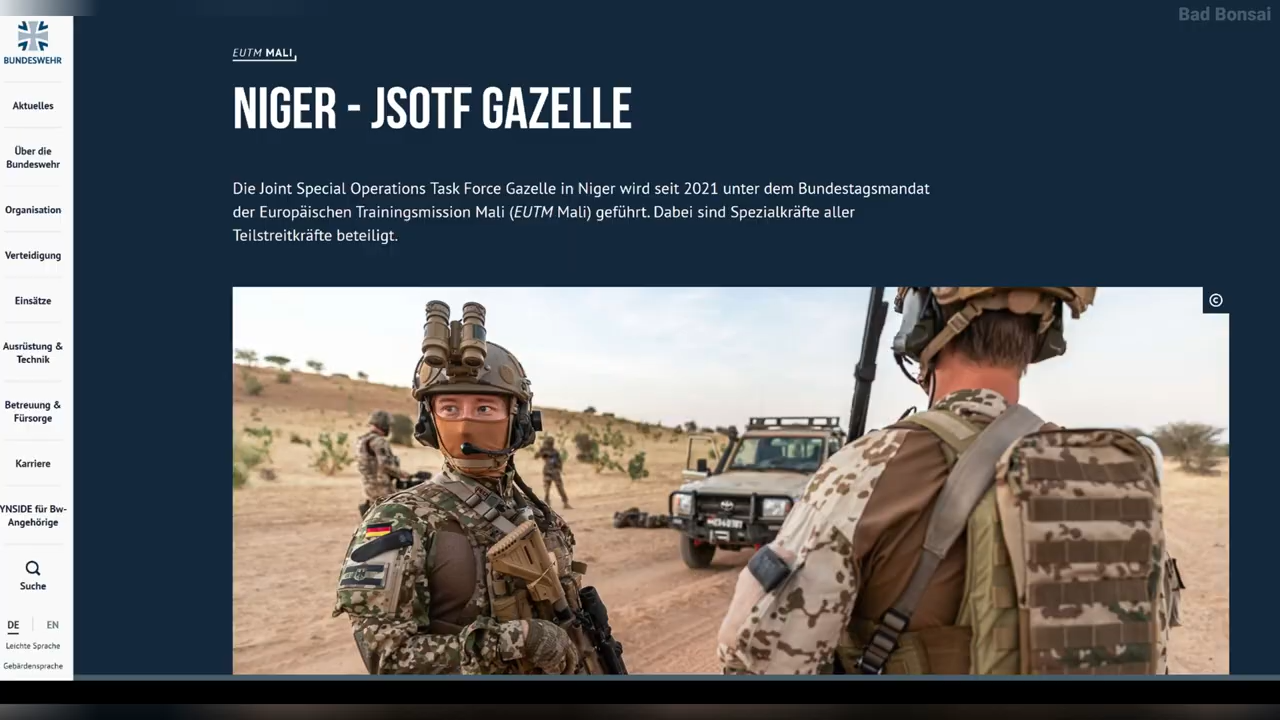 Bad Bonsai
BUNDESWEHR
Aktuelles
Über die
Bundeswehr
Organisation
Verteidigung
Einsätze
Ausrüstung &
Technik
Betreuung &
Fürsorge
Karriere
YNSIDE für Bw-
Angehörige
Suche
DE EN
Leichte Sprache
Gebärdensprache
EUTM MALI
NIGER - JSOTF GAZELLE
Die Joint Special Operations Task Force Gazelle in Niger wird seit 2021 unter dem Bundestagsmandat
der Europäischen Trainingsmission Mali (EUTM Mali) geführt. Dabei sind Spezialkräfte aller
Teilstreitkräfte beteiligt.
©